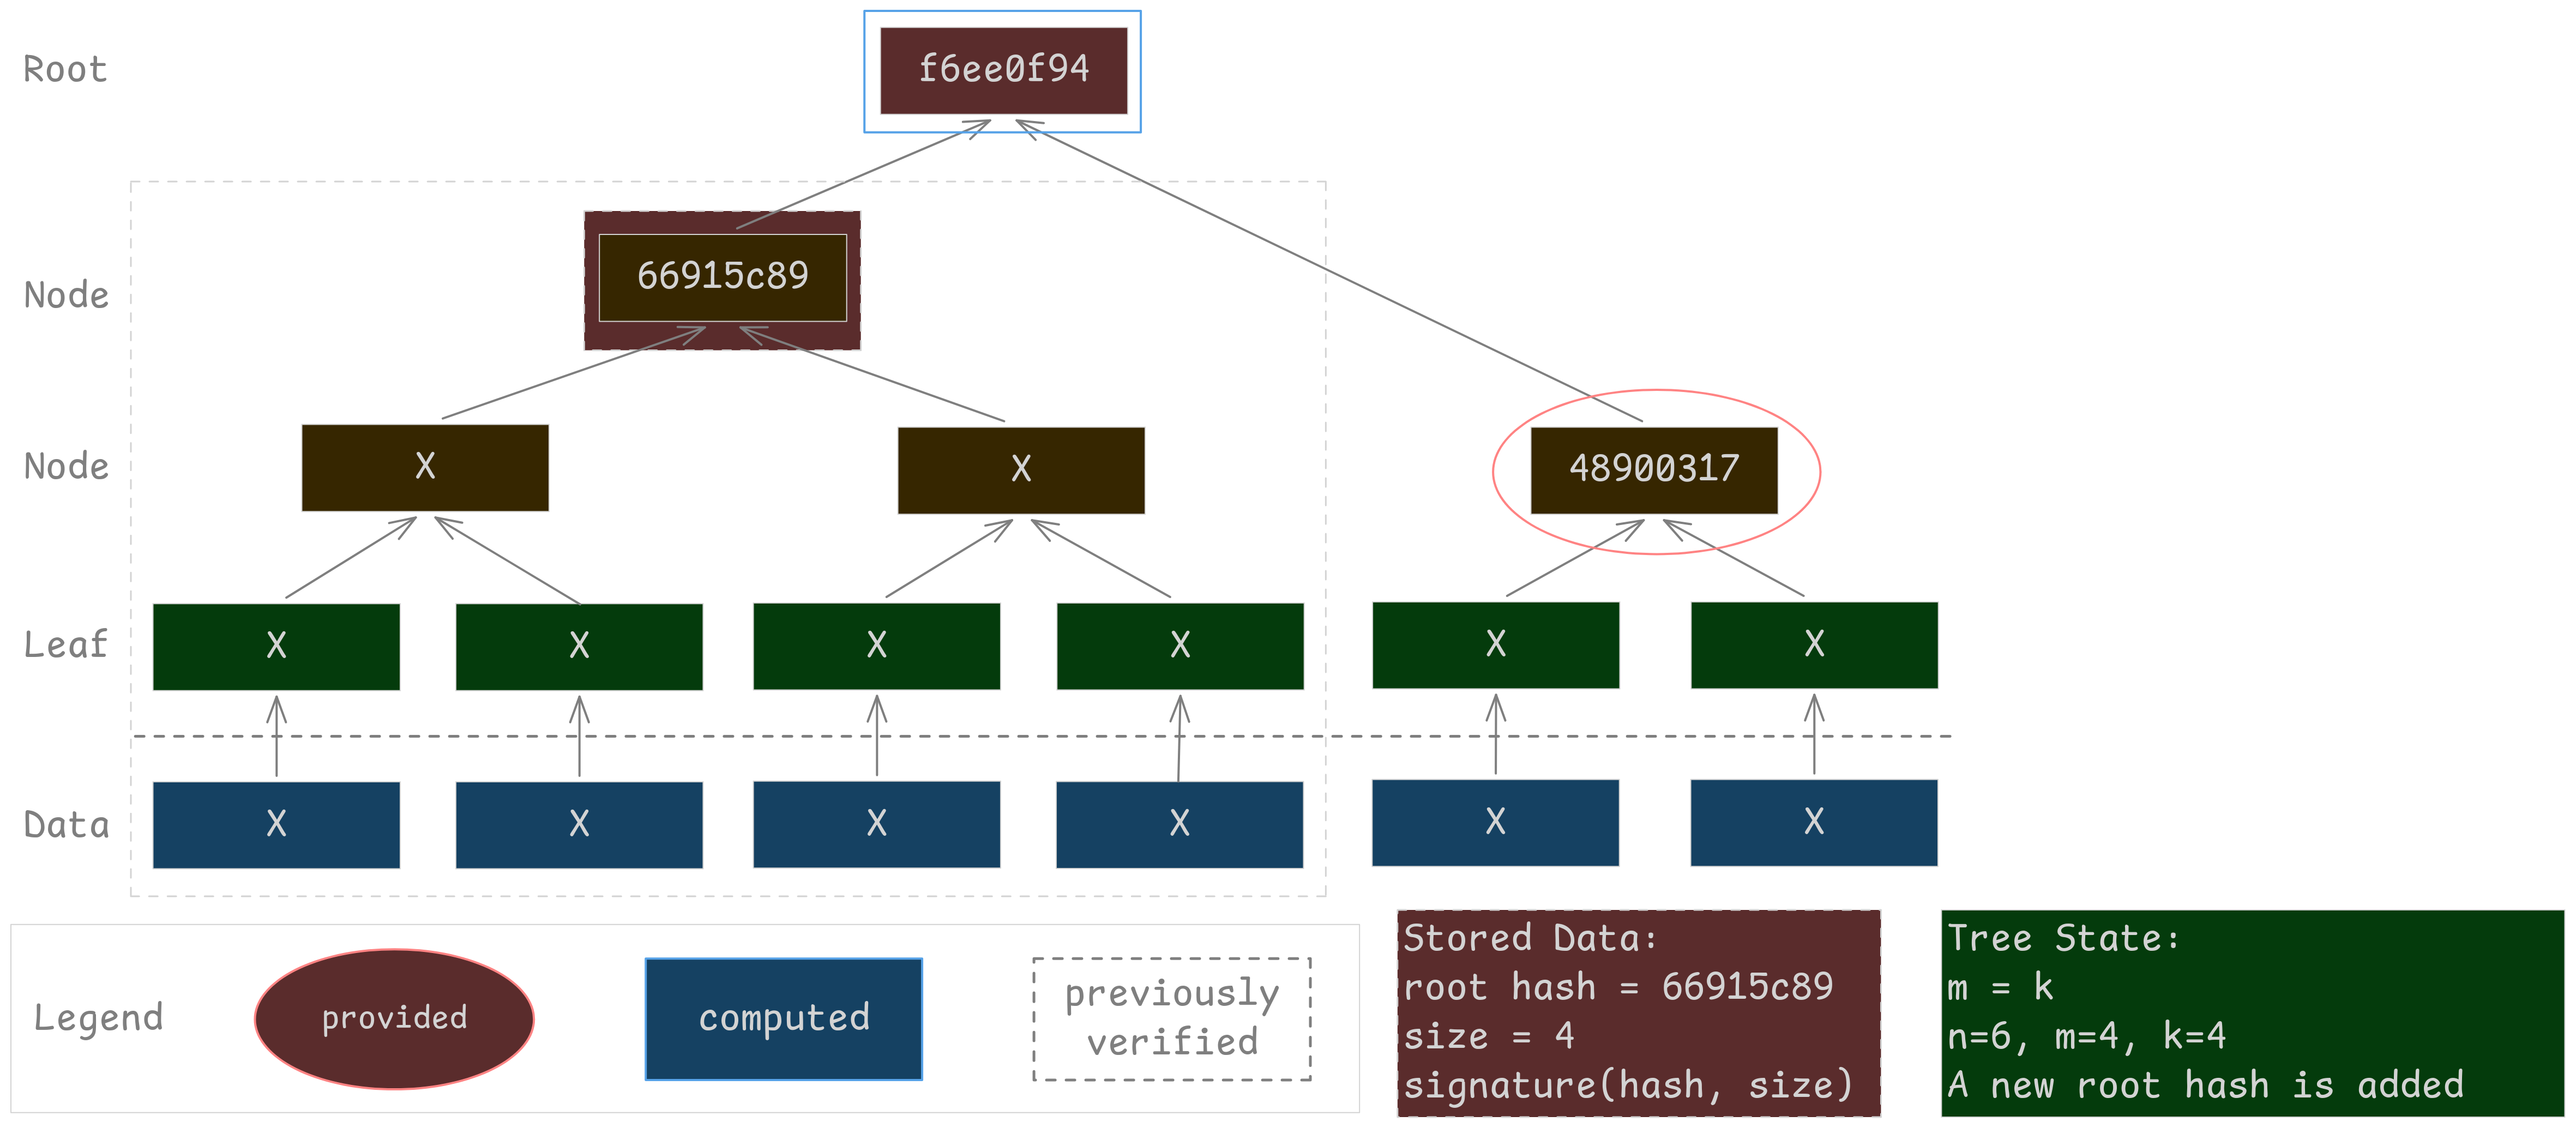 Root
f6ee0f94
Node
66915c89
Node
X
X
48900317
Leaf
X
X
X
X
X
X
Data
X
X
X
X
X
X
Legend
provided
computed
previously
verified
Stored Data:
root hash = 66915c89
size = 4
signature(hash, size)
Tree State:
m = k
n=6, m=4, k=4
A new root hash is added